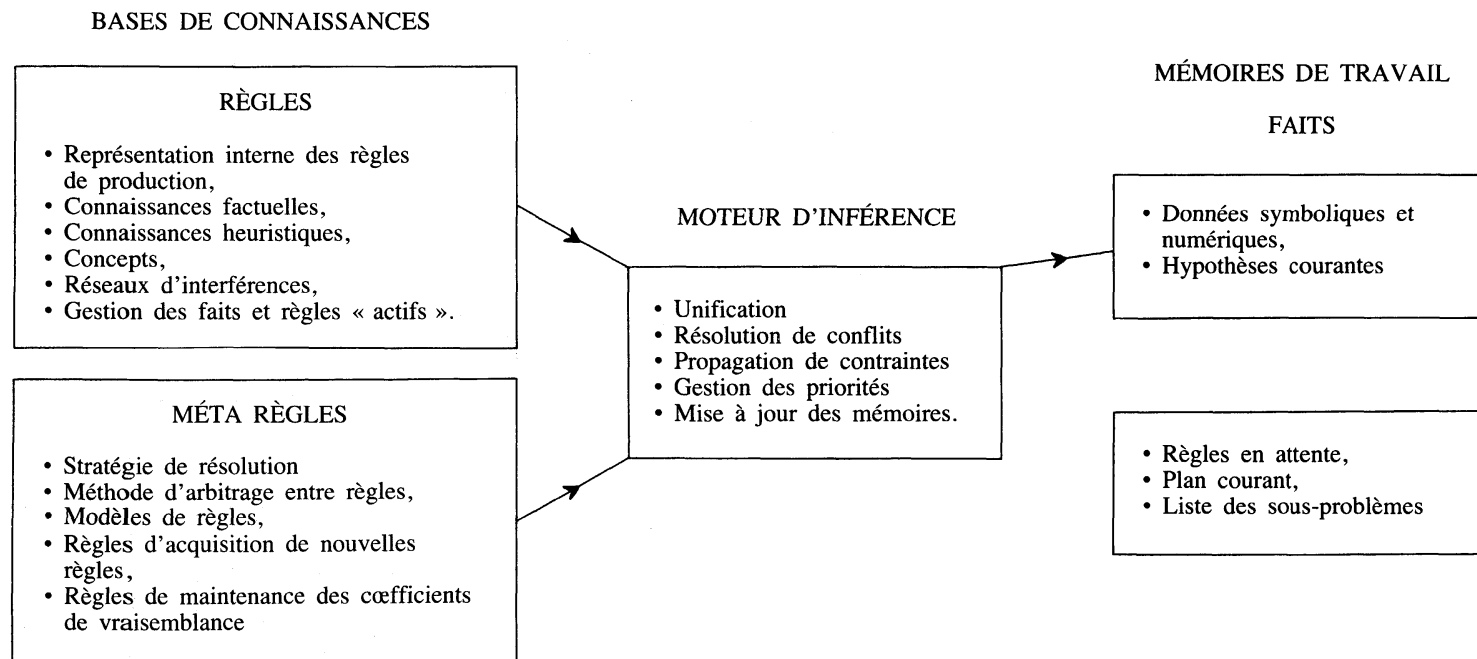 BASES DE CONNAISSANCES
RÈGLES
• Représentation interne des règles
de production,
• Connaissances factuelles,
• Connaissances heuristiques,
• Concepts,
• Réseaux d'interférences,
• Gestion des faits et règles « actifs ».
MÉTA RÈGLES
• Stratégie de résolution
• Méthode d'arbitrage entre règles,
• Modèles de règles,
• Règles d'acquisition de nouvelles
règles,
• Règles de maintenance des cœfficients
de vraisemblance
MOTEUR D'INFÉRENCE
• Unification
• Résolution de conflits
• Propagation de contraintes
• Gestion des priorités
• Mise à jour des mémoires.
MÉMOIRES DE TRAVAIL
FAITS
• Données symboliques et
numériques,
• Hypothèses courantes
• Règles en attente,
• Plan courant,
• Liste des sous-problèmes